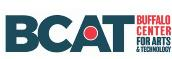 BCAT
BUFFALO
CENTER
FOR ARTS
& TECHNOLOGY